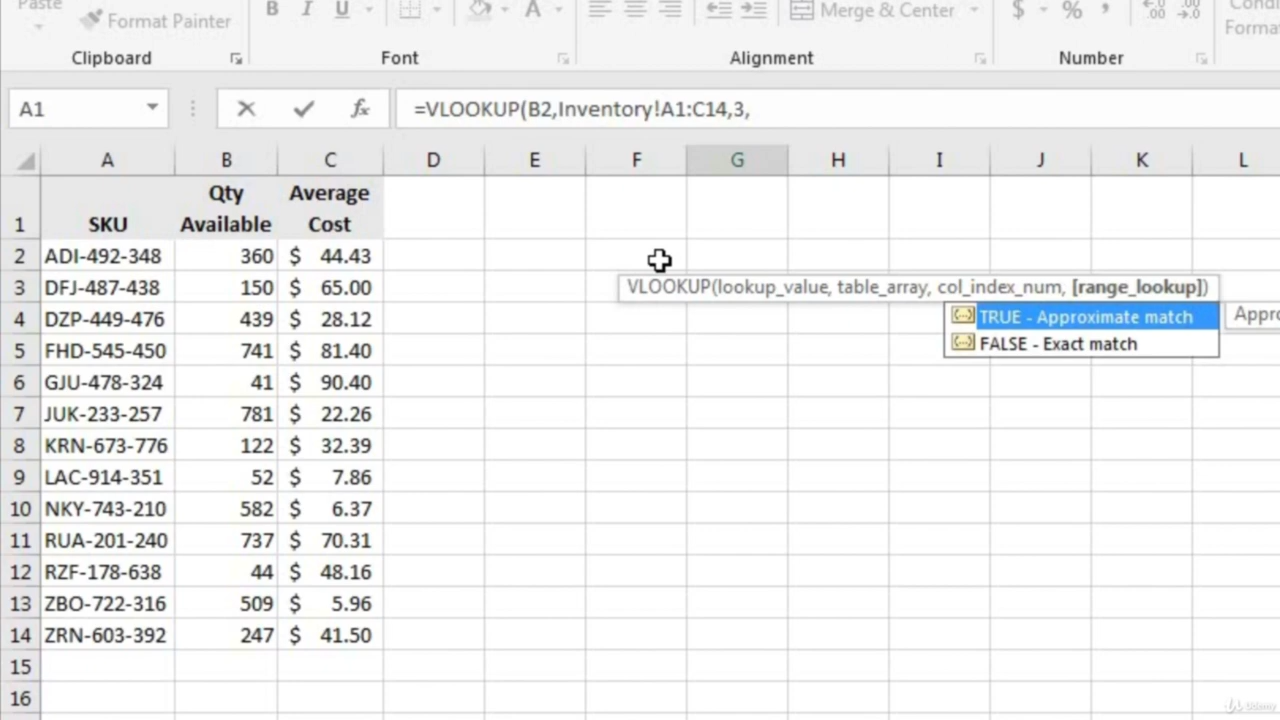 Paste
Format Painter
B I U A
Merge & Center
$ % ,
Clipboard Font Alignment Number
A1 fx =VLOOKUP(B2,Inventory!A1:C14,3,
A B C D E F G H I J K L
1 SKU Qty Available Average Cost
2 ADI-492-348 360 $ 44.43
3 DFJ-487-438 150 $ 65.00
VLOOKUP(lookup_value, table_array, col_index_num, [range_lookup])
4 DZP-449-476 439 $ 28.12
TRUE - Approximate match
FALSE - Exact match
5 FHD-545-450 741 $ 81.40
6 GJU-478-324 41 $ 90.40
7 JUK-233-257 781 $ 22.26
8 KRN-673-776 122 $ 32.39
9 LAC-914-351 52 $ 7.86
10 NKY-743-210 582 $ 6.37
11 RUA-201-240 737 $ 70.31
12 RZF-178-638 44 $ 48.16
13 ZBO-722-316 509 $ 5.96
14 ZRN-603-392 247 $ 41.50
15
16
Udemy